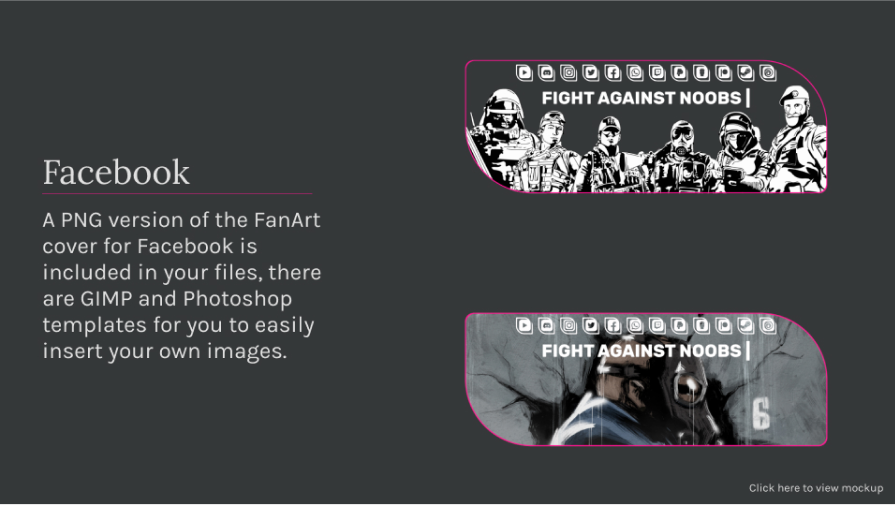 FIGHT AGAINST NOOBS |
Facebook
A PNG version of the FanArt
cover for Facebook is
included in your files, there
are GIMP and Photoshop
templates for you to easily
insert your own images.
FIGHT AGAINST NOOBS |
6
Click here to view mockup